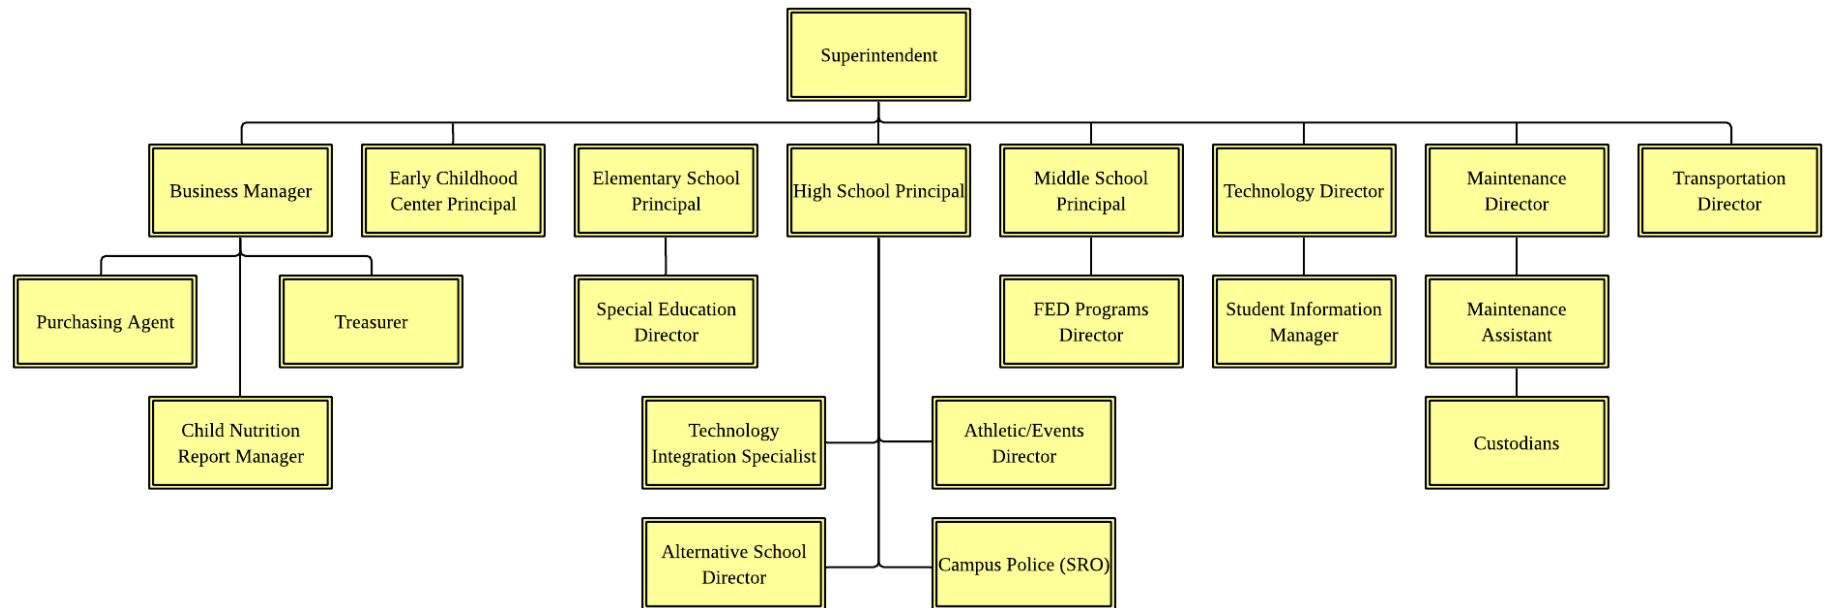 Superintendent
Business Manager
Early Childhood
Center Principal
Elementary School
Principal
High School Principal
Middle School
Principal
Technology Director
Maintenance
Director
Transportation
Director
Purchasing Agent
Treasurer
Special Education
Director
FED Programs
Director
Student Information
Manager
Maintenance
Assistant
Child Nutrition
Report Manager
Technology
Integration Specialist
Athletic/Events
Director
Custodians
Alternative School
Director
Campus Police (SRO)